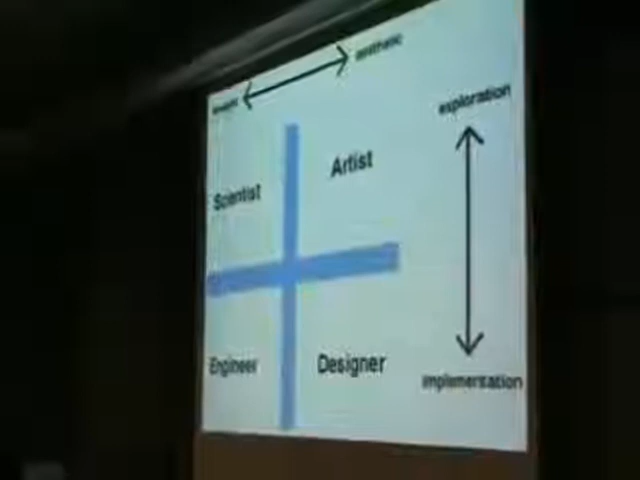 aesthetic
exploration
Artist
Scientist
Engineer
Designer
implementation